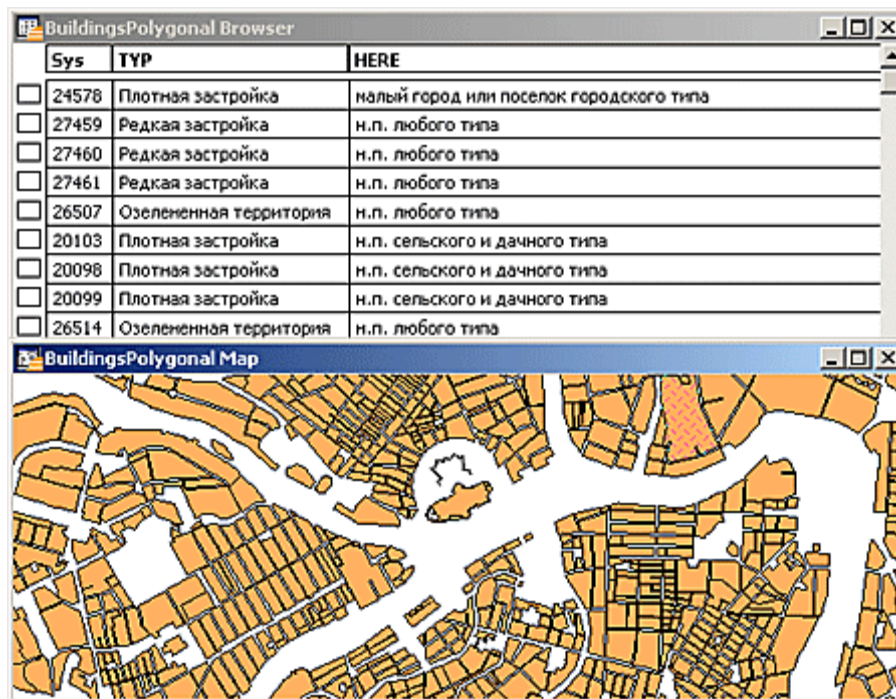 BuildingsPolygonal Browser
Sys TYP HERE
24578 Плотная застройка малый город или поселок городского типа
27459 Редкая застройка н.п. любого типа
27460 Редкая застройка н.п. любого типа
27461 Редкая застройка н.п. любого типа
26507 Озелененная территория н.п. любого типа
20103 Плотная застройка н.п. сельского и дачного типа
20098 Плотная застройка н.п. сельского и дачного типа
20099 Плотная застройка н.п. сельского и дачного типа
26514 Озелененная территория н.п. любого типа
BuildingsPolygonal Map